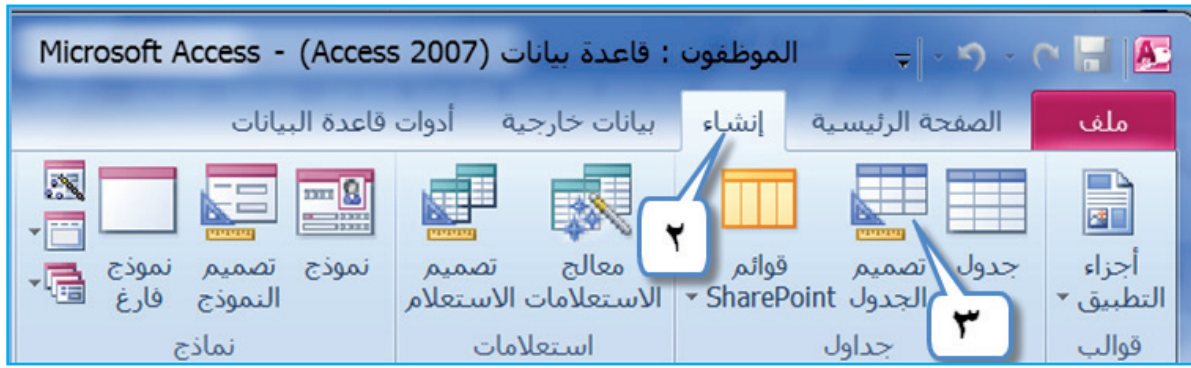 الموظفون : قاعدة بيانات (Access 2007) - Microsoft Access
ملف الصفحة الرئيسية إنشاء بيانات خارجية أدوات قاعدة البيانات
٢
أجزاء التطبيق
جدول
تصميم الجدول
قوائم SharePoint
معالج الاستعلامات
تصميم الاستعلام
نموذج
تصميم النموذج
نموذج فارغ
٣
قوالب جداول استعلامات نماذج